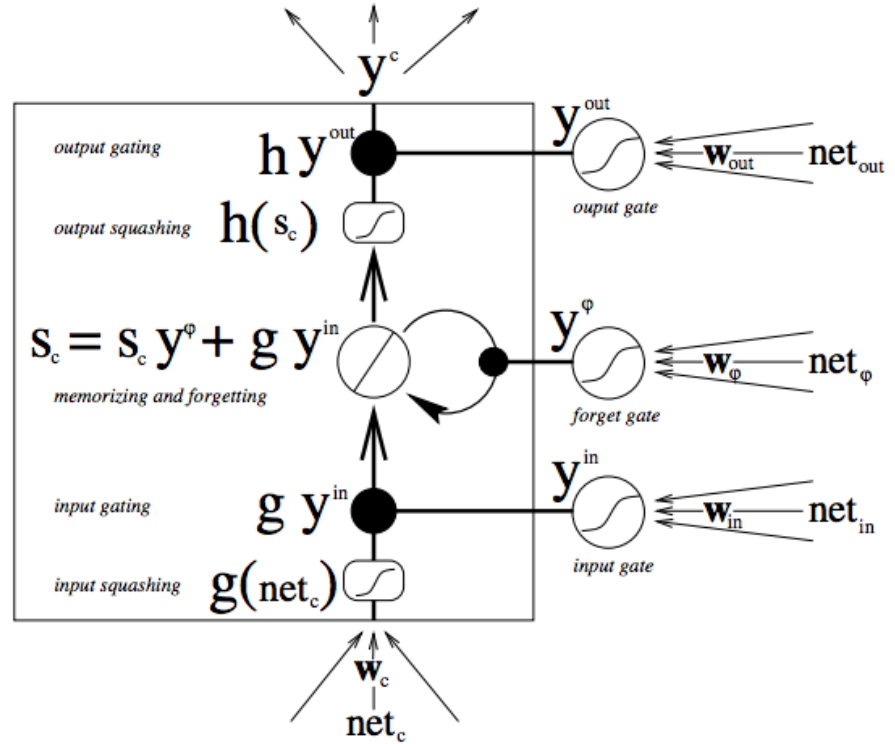 y^c
y^out
output gating
h y^out
w_out
net_out
ouput gate
output squashing
h(s_c)
y^φ
s_c = s_c y^φ + g y^in
w_φ
net_φ
memorizing and forgetting
forget gate
y^in
input gating
g y^in
w_in
net_in
input gate
input squashing
g(net_c)
w_c
net_c